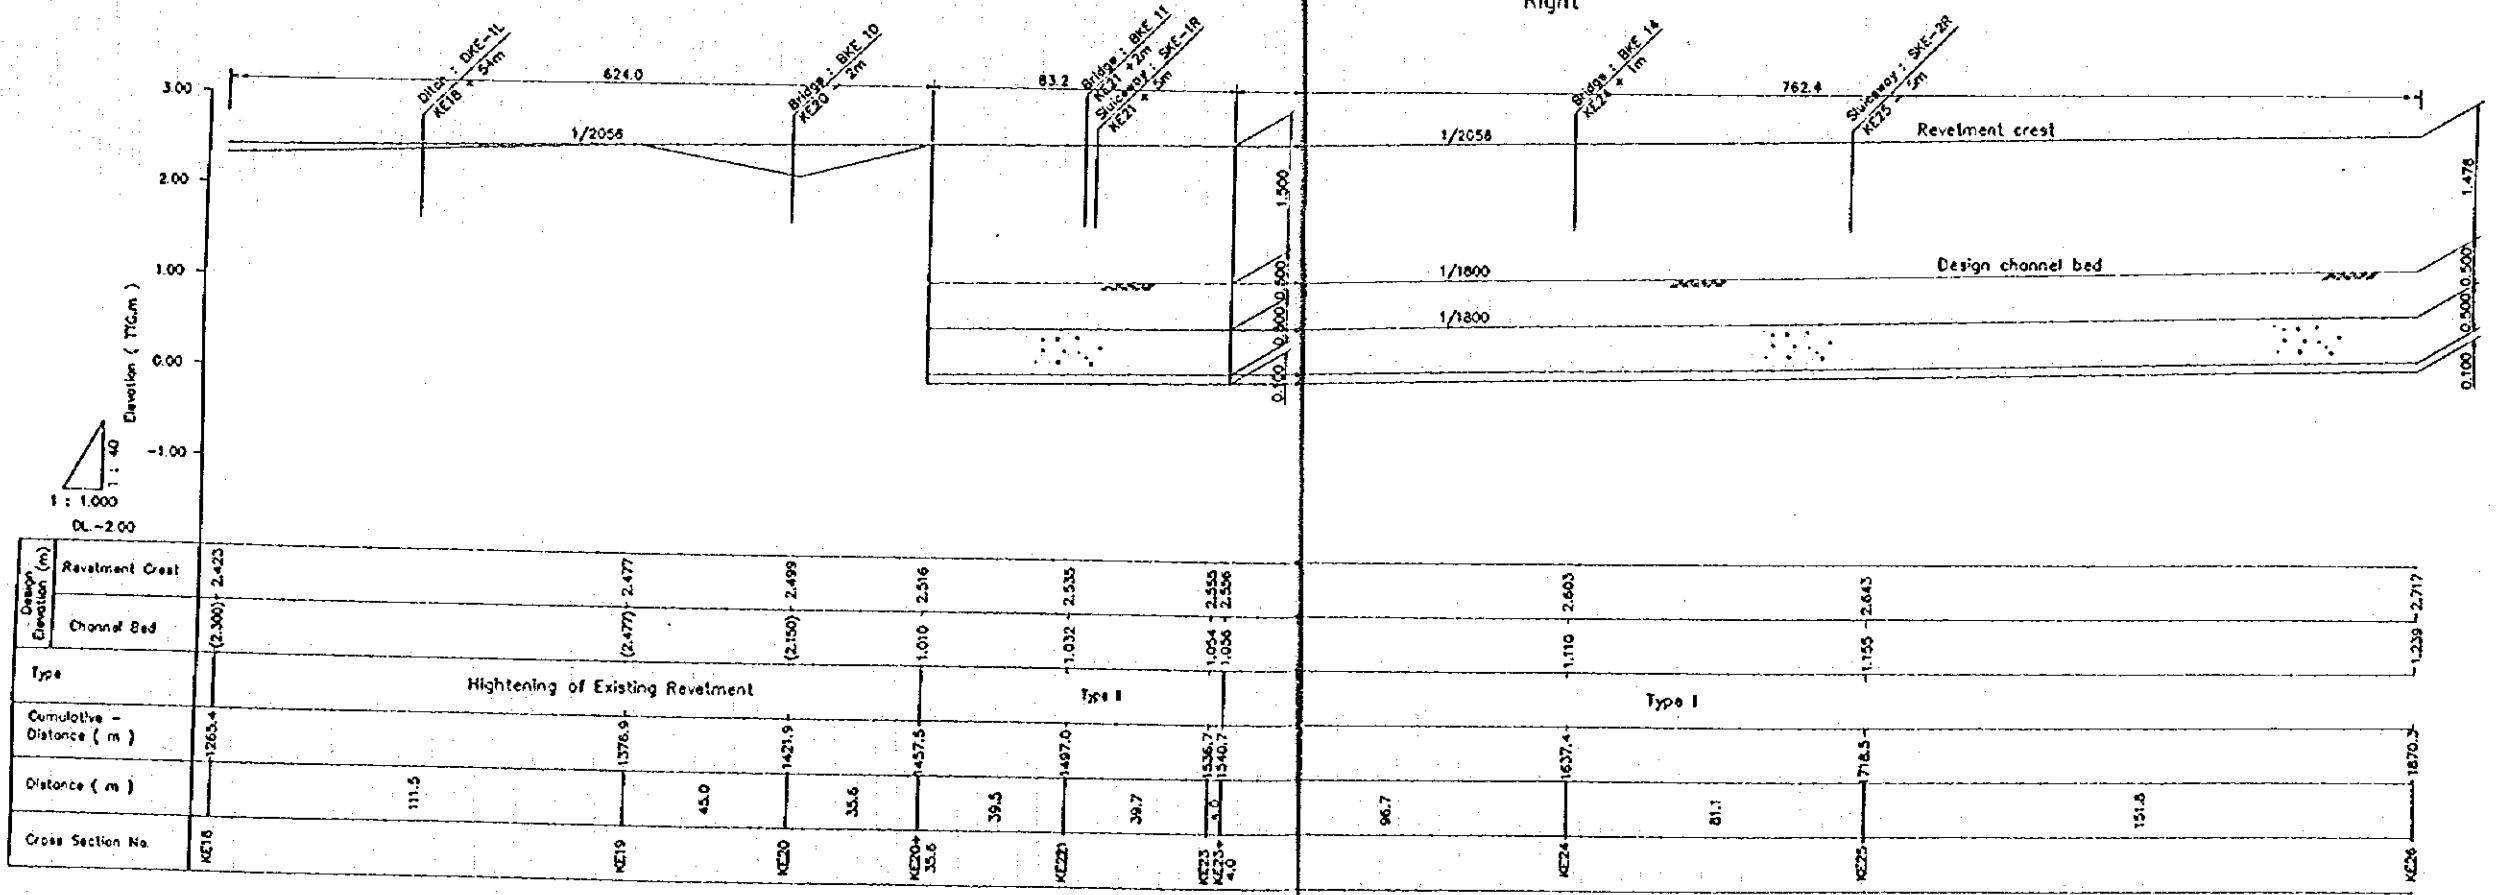 Right
Ditch : DKE-1L
KE18 + 54m
Bridge : BKE 10
KE20 - 2m
Bridge : BKE 11
KE21 + 2m
Sluiceway : SKE-1R
KE21 + 5m
Bridge : BKE 14
KE24 + 1m
Sluiceway : SKE-2R
KE25 - 5m
624.0
83.2
762.4
3.00
2.00
1.00
0.00
-1.00
Elevation ( TTG.m )
1/2056
1/2058
Revetment crest
1.500
1.478
1/1800
Design channel bed
0.500
0.500
1/1800
0.500
0.500
0.100
0.100
1 : 40
1 : 1.000
DL.-2.00
Design Elevation (m)
Revetment Crest
2.423
2.477
2.499
2.516
2.535
2.555
2.556
2.603
2.643
2.717
Channel Bed
(2.300)
(2.477)
(2.150)
1.010
1.032
1.054
1.056
1.110
1.155
1.239
Type
Hightening of Existing Revetment
Type II
Type I
Cumulative - Distance ( m )
1265.4
1376.9
1421.9
1457.5
1497.0
1536.7
1540.7
1637.4
1718.5
1870.3
Distance ( m )
111.5
45.0
35.6
39.5
39.7
96.7
81.1
151.8
Cross Section No.
KE18
KE19
KE20
KE20+
35.6
KE221
KE23
KE23+
4.0
KE24
KE25
KE26